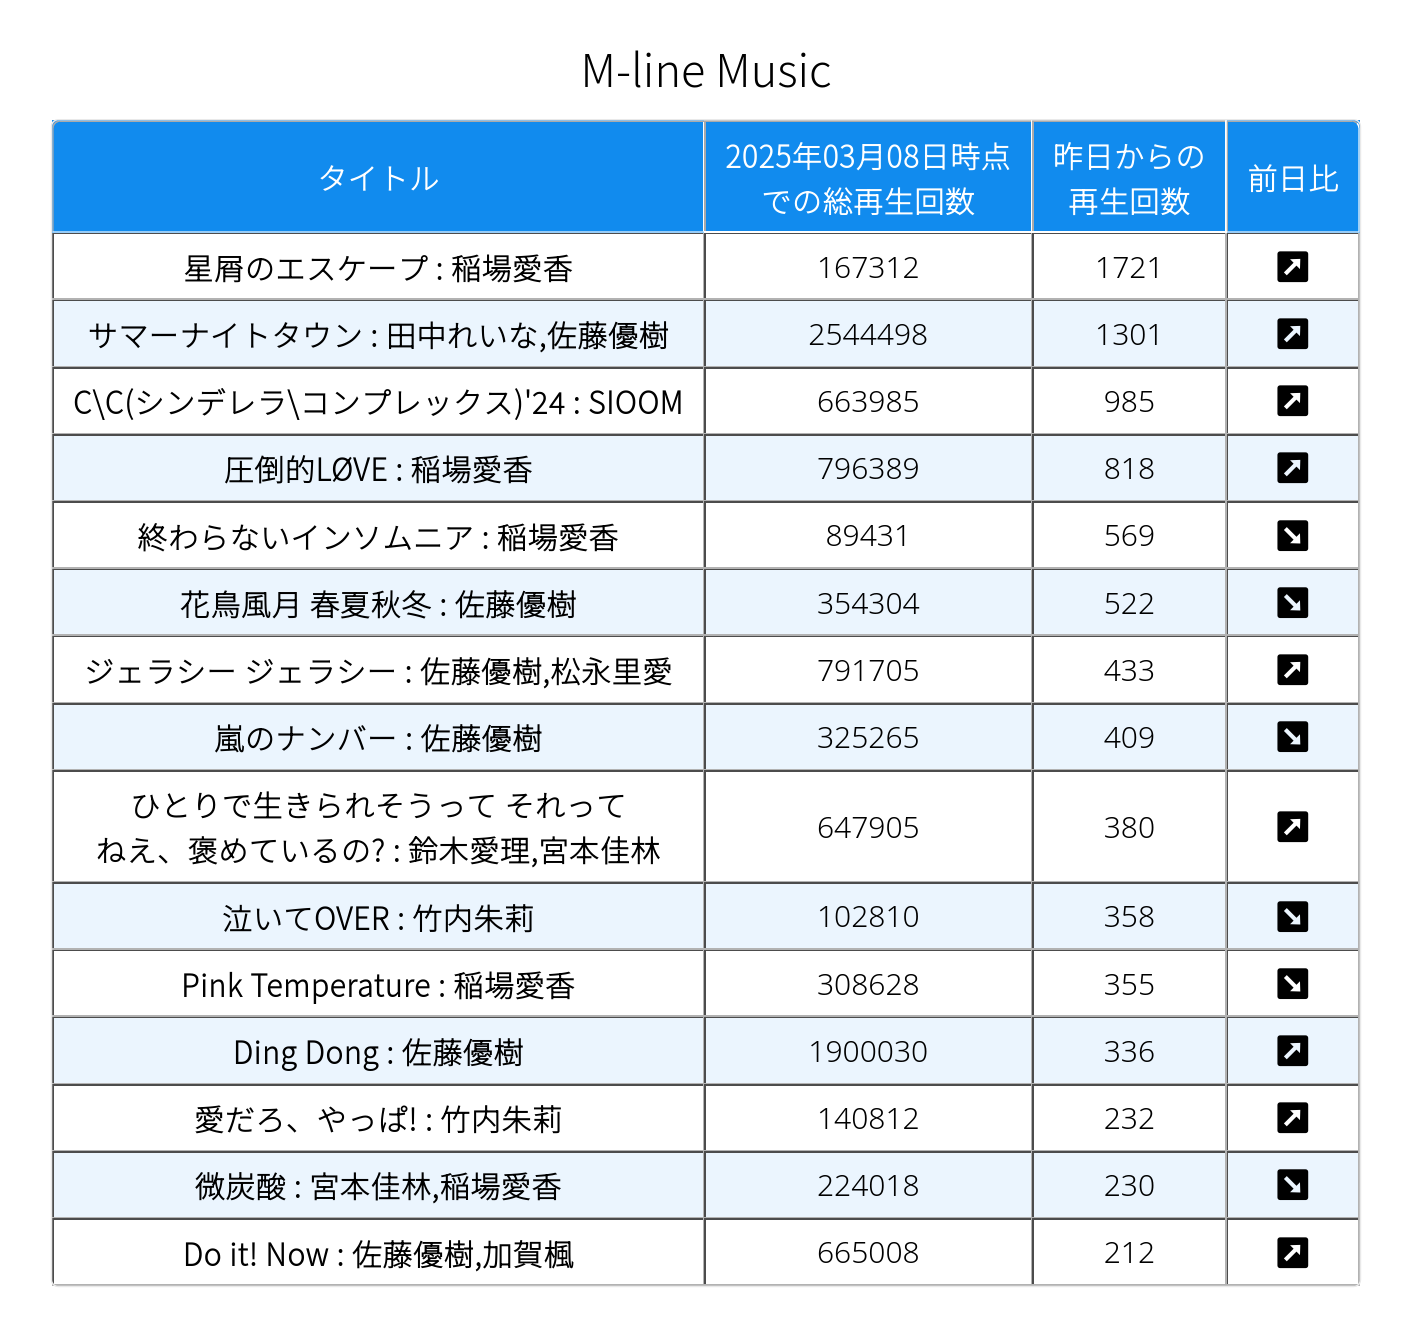 M-line Music
タイトル
2025年03月08日時点
での総再生回数
昨日からの
再生回数
前日比
星屑のエスケープ : 稲場愛香 167312 1721 ↗
サマーナイトタウン : 田中れいな,佐藤優樹 2544498 1301 ↗
C\C(シンデレラ\コンプレックス)'24 : SIOOM 663985 985 ↗
圧倒的LØVE : 稲場愛香 796389 818 ↗
終わらないインソムニア : 稲場愛香 89431 569 ↘
花鳥風月 春夏秋冬 : 佐藤優樹 354304 522 ↘
ジェラシー ジェラシー : 佐藤優樹,松永里愛 791705 433 ↗
嵐のナンバー : 佐藤優樹 325265 409 ↘
ひとりで生きられそうって それって
ねえ、褒めているの? : 鈴木愛理,宮本佳林 647905 380 ↗
泣いてOVER : 竹内朱莉 102810 358 ↘
Pink Temperature : 稲場愛香 308628 355 ↘
Ding Dong : 佐藤優樹 1900030 336 ↗
愛だろ、やっぱ! : 竹内朱莉 140812 232 ↗
微炭酸 : 宮本佳林,稲場愛香 224018 230 ↘
Do it! Now : 佐藤優樹,加賀楓 665008 212 ↗